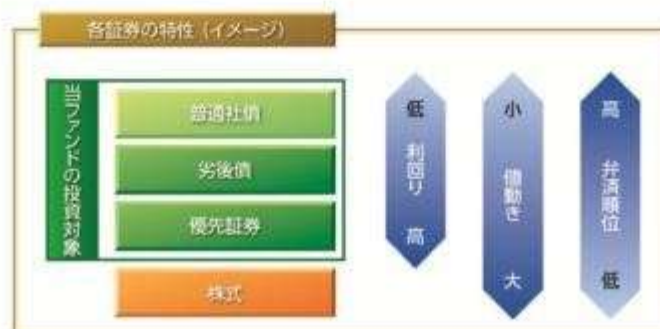 各証券の特性（イメージ）
当ファンドの投資対象
普通社債
劣後債
優先証券
株式
低 利回り 高
小 値動き 大
高 弁済順位 低